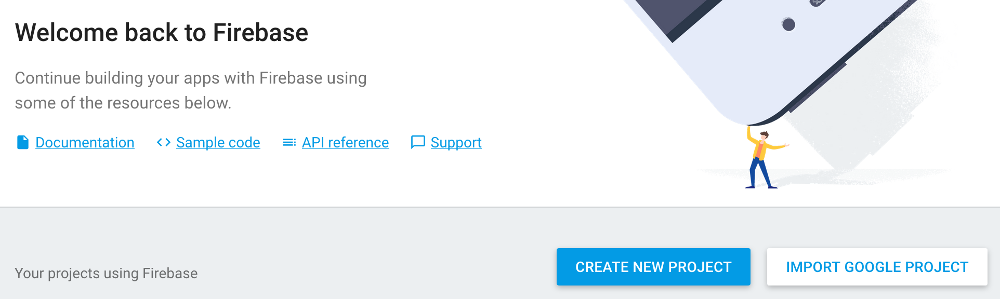 Welcome back to Firebase
Continue building your apps with Firebase using
some of the resources below.
Documentation Sample code API reference Support
Your projects using Firebase CREATE NEW PROJECT IMPORT GOOGLE PROJECT